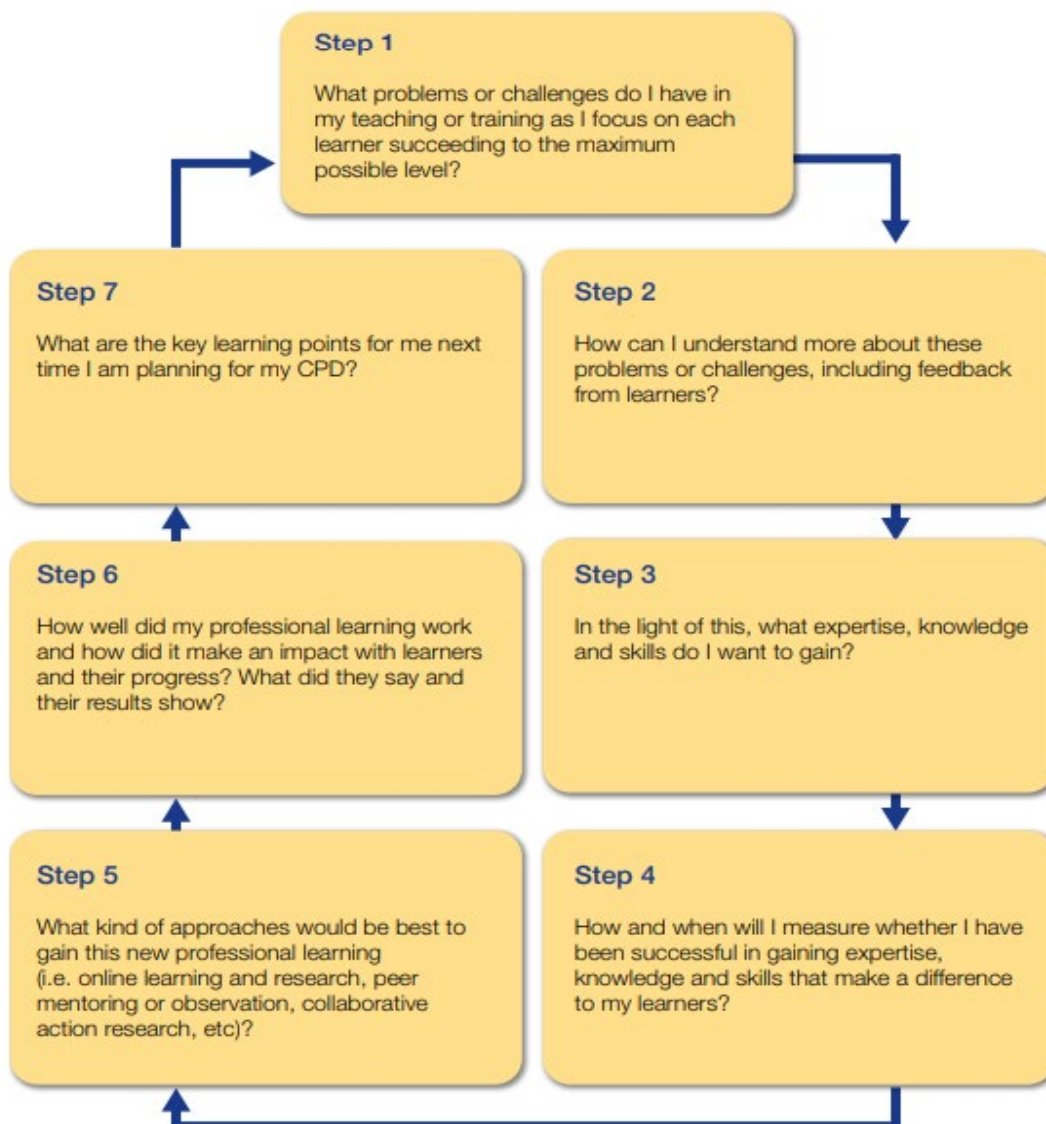 Step 1
What problems or challenges do I have in
my teaching or training as I focus on each
learner succeeding to the maximum
possible level?
Step 2
How can I understand more about these
problems or challenges, including feedback
from learners?
Step 3
In the light of this, what expertise, knowledge
and skills do I want to gain?
Step 4
How and when will I measure whether I have
been successful in gaining expertise,
knowledge and skills that make a difference
to my learners?
Step 5
What kind of approaches would be best to
gain this new professional learning
(i.e. online learning and research, peer
mentoring or observation, collaborative
action research, etc)?
Step 6
How well did my professional learning work
and how did it make an impact with learners
and their progress? What did they say and
their results show?
Step 7
What are the key learning points for me next
time I am planning for my CPD?